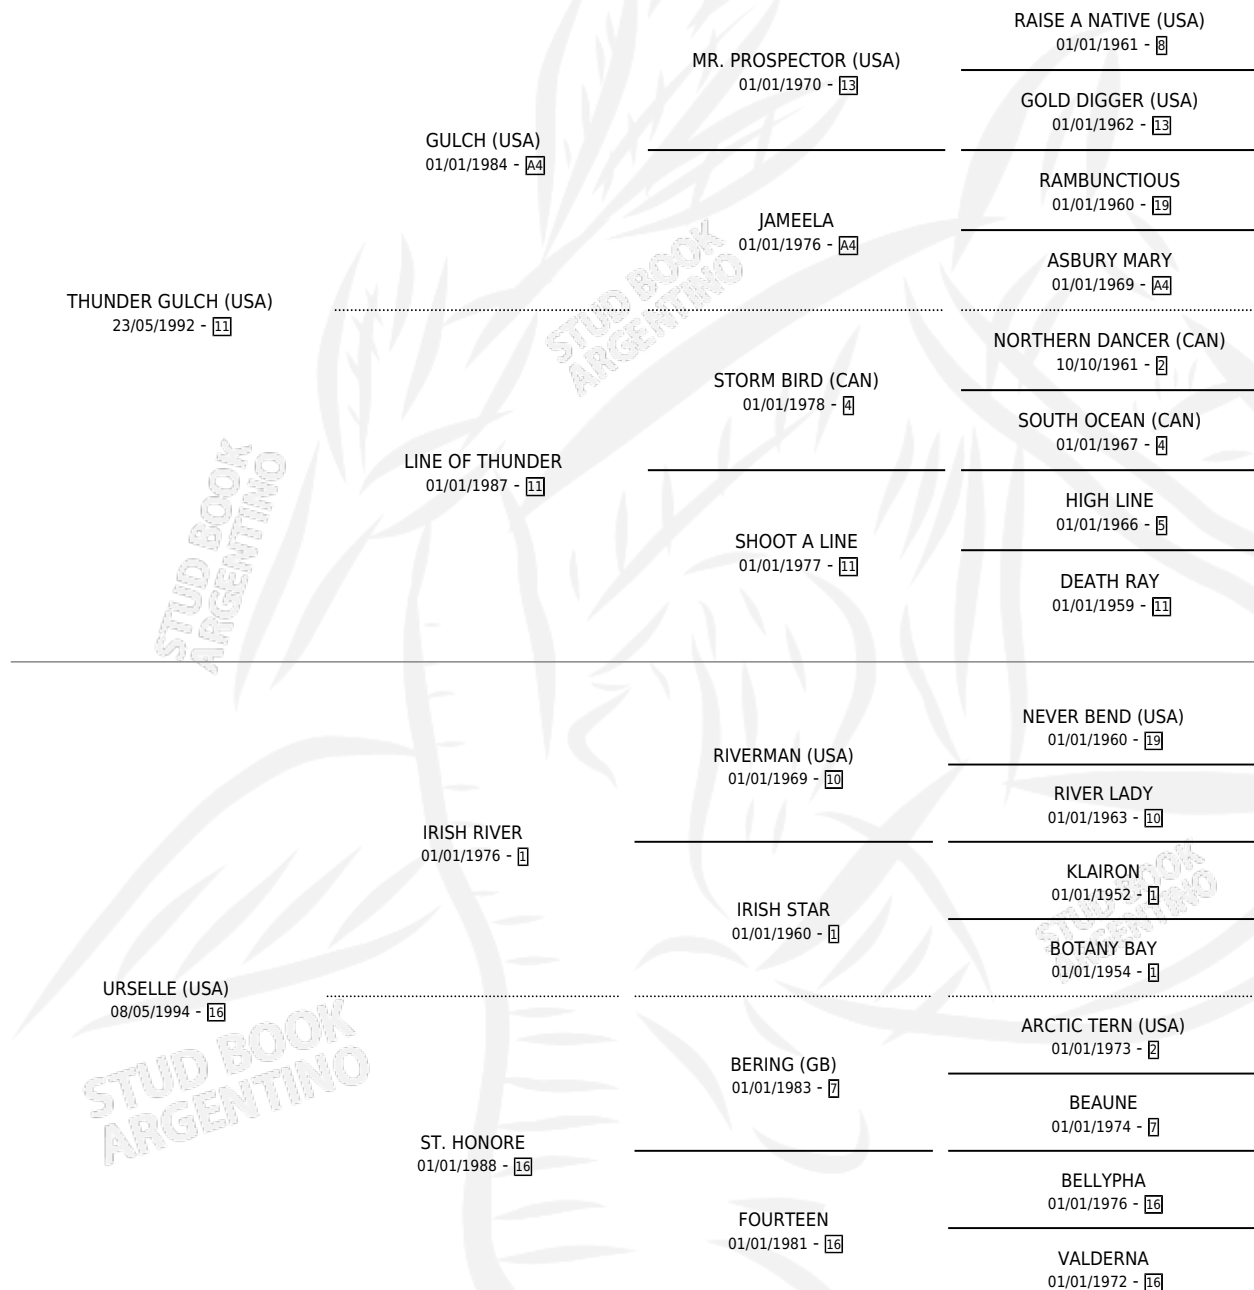 RAISE A NATIVE (USA)
01/01/1961 - 8
MR. PROSPECTOR (USA)
01/01/1970 - 13
GOLD DIGGER (USA)
01/01/1962 - 13
GULCH (USA)
01/01/1984 - A4
RAMBUNCTIOUS
01/01/1960 - 19
JAMEELA
01/01/1976 - A4
ASBURY MARY
01/01/1969 - A4
THUNDER GULCH (USA)
23/05/1992 - 11
NORTHERN DANCER (CAN)
10/10/1961 - 2
STORM BIRD (CAN)
01/01/1978 - 4
SOUTH OCEAN (CAN)
01/01/1967 - 4
LINE OF THUNDER
01/01/1987 - 11
HIGH LINE
01/01/1966 - 5
SHOOT A LINE
01/01/1977 - 11
DEATH RAY
01/01/1959 - 11
STUD BOOK
ARGENTINO
STUD BOOK
ARGENTINO
NEVER BEND (USA)
01/01/1960 - 19
RIVERMAN (USA)
01/01/1969 - 10
RIVER LADY
01/01/1963 - 10
IRISH RIVER
01/01/1976 - 1
KLAIRON
01/01/1952 - 1
IRISH STAR
01/01/1960 - 1
BOTANY BAY
01/01/1954 - 1
STUD BOOK
ARGENTINO
URSELLE (USA)
08/05/1994 - 16
ARCTIC TERN (USA)
01/01/1973 - 2
BERING (GB)
01/01/1983 - 7
BEAUNE
01/01/1974 - 7
STUD BOOK
ARGENTINO
ST. HONORE
01/01/1988 - 16
BELLYPHA
01/01/1976 - 16
FOURTEEN
01/01/1981 - 16
VALDERNA
01/01/1972 - 16